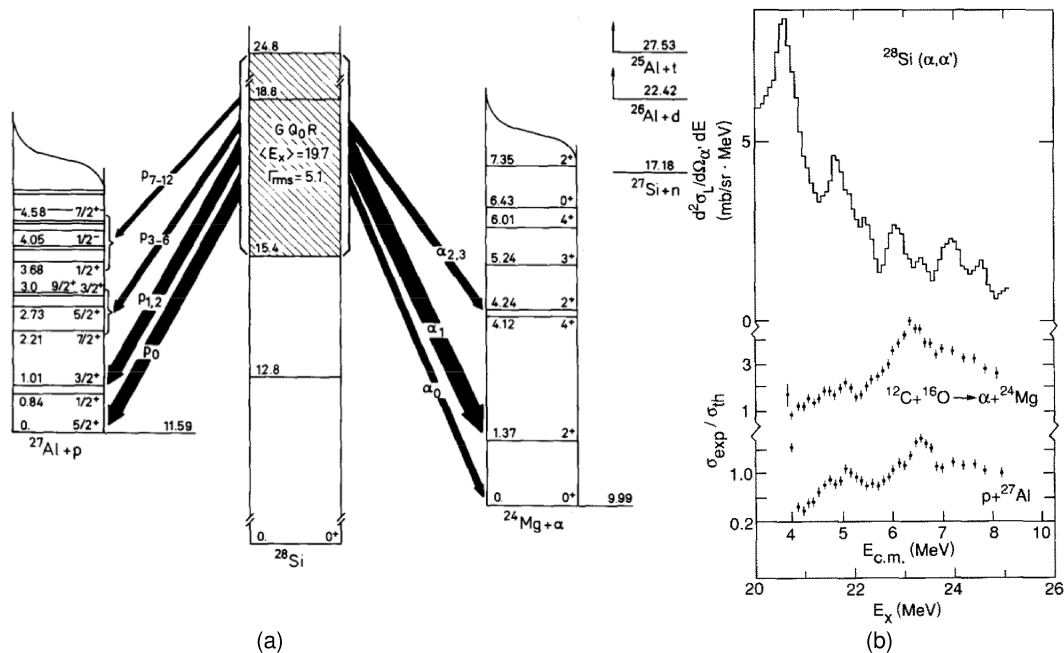 24.8
18.8
G Q₀ R
⟨Eₓ⟩=19.7
Γrms=5.1
15.4
12.8
0. 0⁺
²⁸Si
p₇₋₁₂
p₃₋₆
p₁,₂
p₀
α₂,₃
α₁
α₀
4.58 7/2⁺
4.05 1/2⁻
3.68 1/2⁺
3.0 9/2⁺ 3/2⁺
2.73 5/2⁺
2.21 7/2⁺
1.01 3/2⁺
0.84 1/2⁺
0. 5/2⁺ 11.59
²⁷Al+p
7.35 2⁺
6.43 0⁺
6.01 4⁺
5.24 3⁺
4.24 2⁺
4.12 4⁺
1.37 2⁺
0. 0⁺ 9.99
²⁴Mg+α
27.53
²⁵Al+t
22.42
²⁶Al+d
17.18
²⁷Si+n
(a)
²⁸Si (α,α′)
d²σL/dΩα′ dE
(mb/sr · MeV)
5
0
σexp/σth
3
1
¹²C+¹⁶O→α+²⁴Mg
1.0
0.2
p+²⁷Al
4 5 6 7 8 10
Ec.m. (MeV)
20 22 24 26
Eₓ (MeV)
(b)